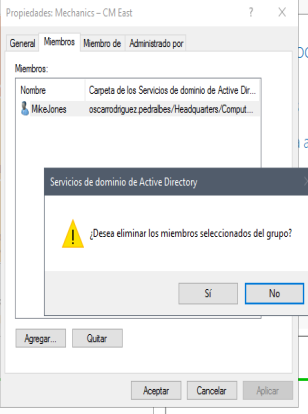 Propiedades: Mechanics – CM East
General Miembros Miembro de Administrado por
Miembros:
Nombre Carpeta de los Servicios de dominio de Active Dir...
MikeJones oscarrodriguez.pedralbes/Headquarters/Comput...
Servicios de dominio de Active Directory
¿Desea eliminar los miembros seleccionados del grupo?
Sí No
Agregar... Quitar
Aceptar Cancelar Aplicar